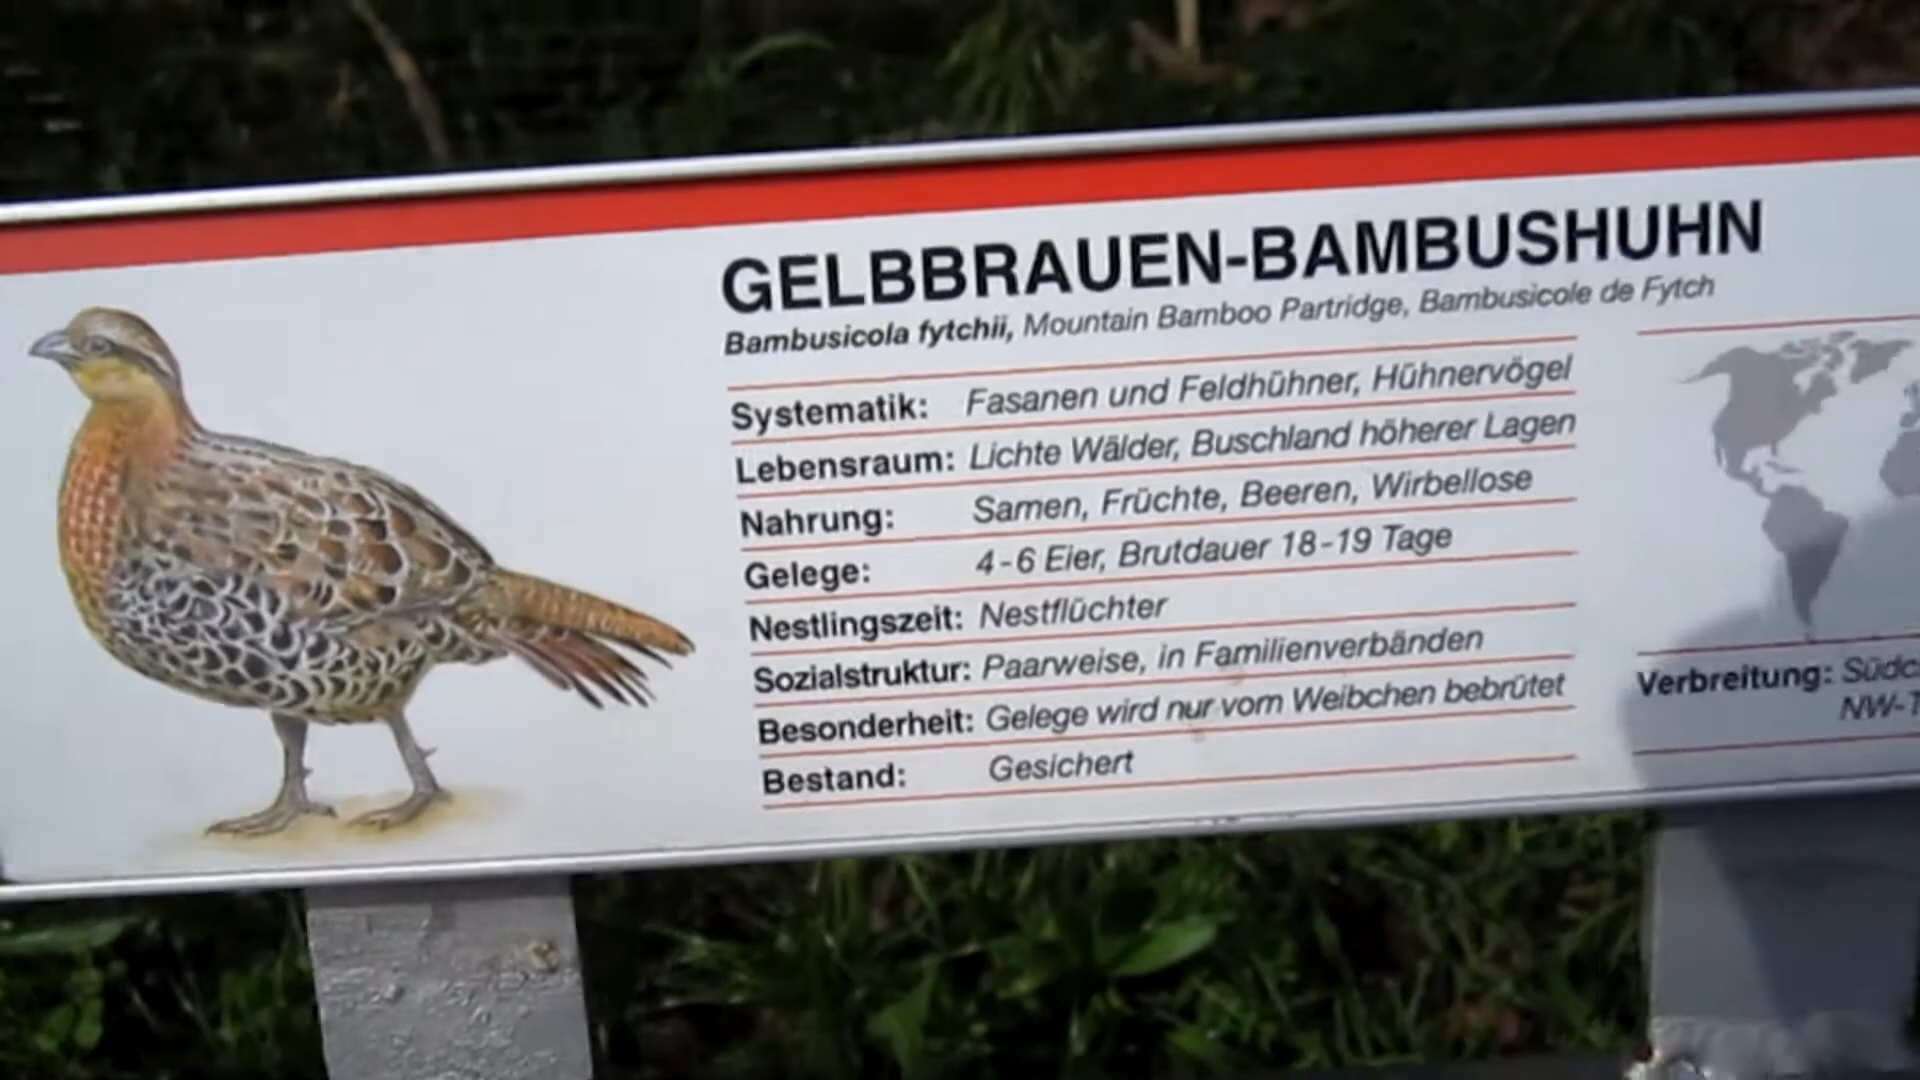 GELBBRAUEN-BAMBUSHUHN
Bambusicola fytchii, Mountain Bamboo Partridge, Bambusicole de Fytch
Systematik: Fasanen und Feldhühner, Hühnervögel
Lebensraum: Lichte Wälder, Buschland höherer Lagen
Nahrung: Samen, Früchte, Beeren, Wirbellose
Gelege: 4-6 Eier, Brutdauer 18-19 Tage
Nestlingszeit: Nestflüchter
Sozialstruktur: Paarweise, in Familienverbänden
Besonderheit: Gelege wird nur vom Weibchen bebrütet
Bestand: Gesichert
Verbreitung: